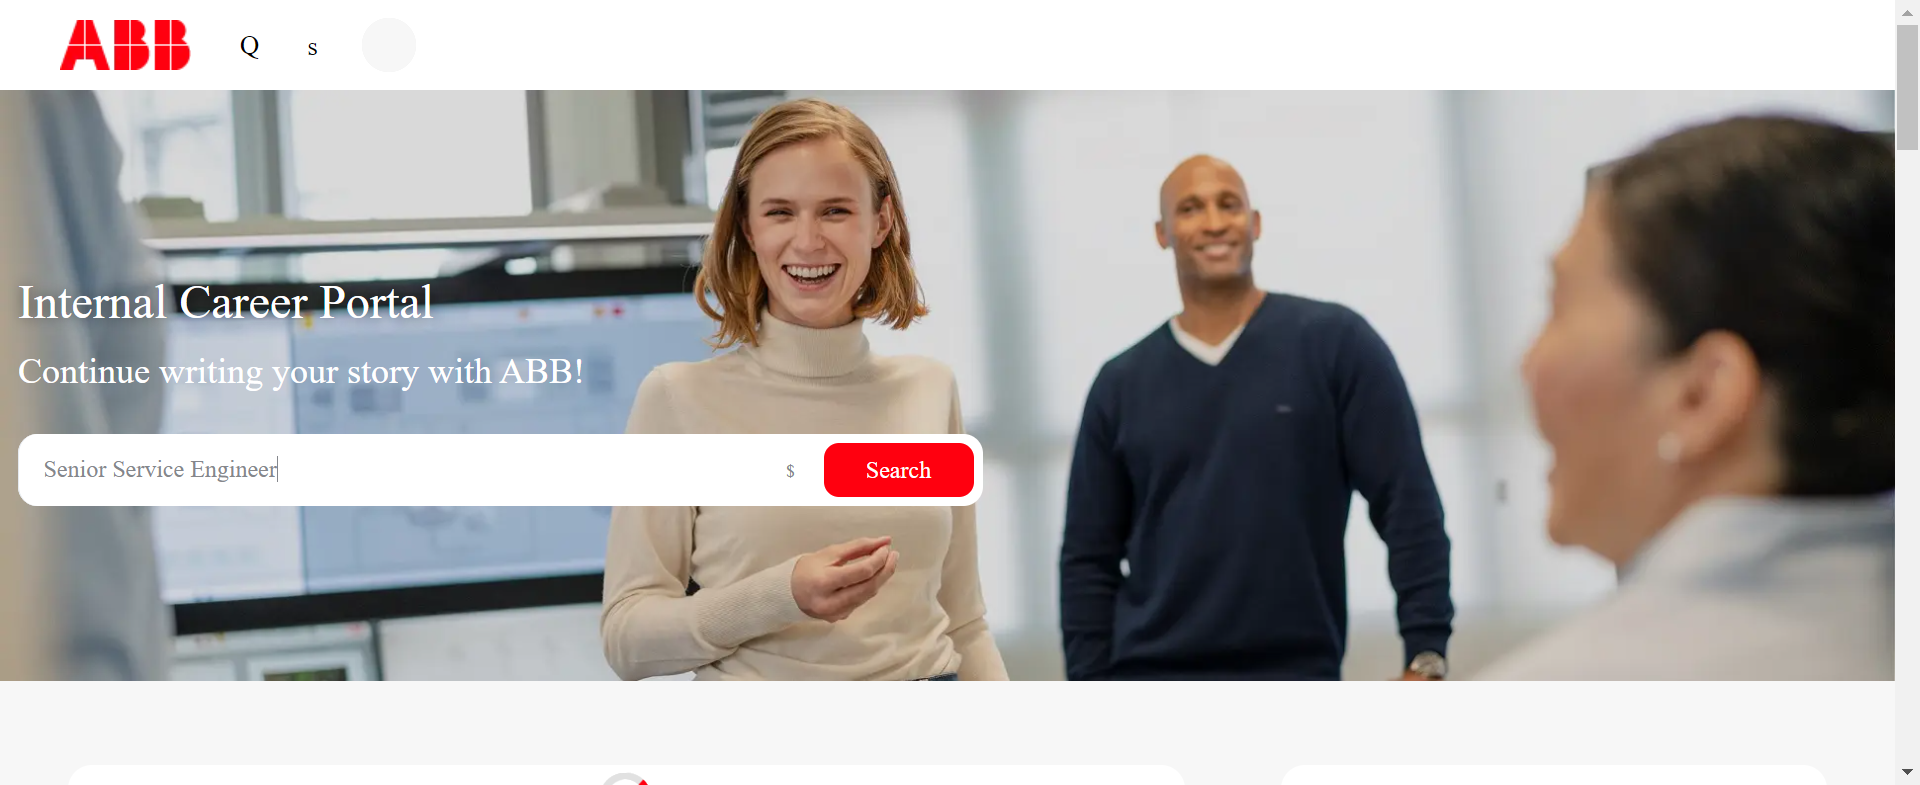 ABB
Q s
Internal Career Portal
Continue writing your story with ABB!
Senior Service Engineer $ Search